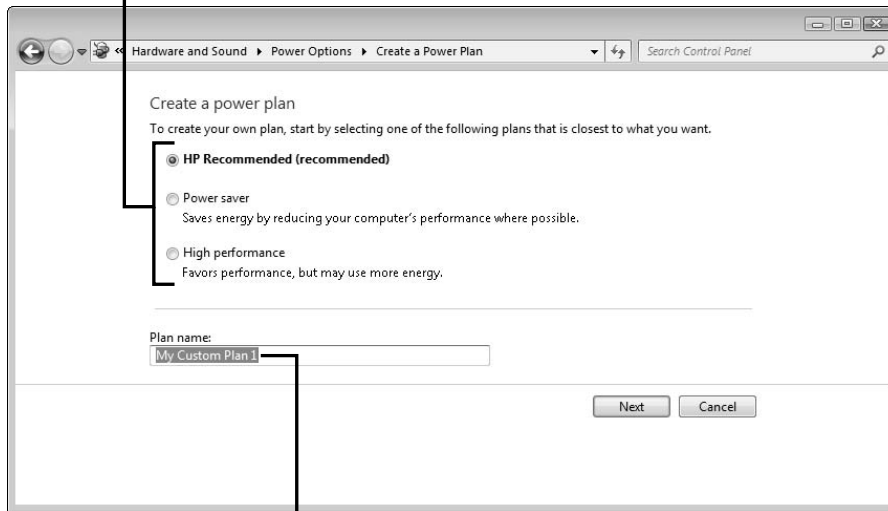 « Hardware and Sound ▸ Power Options ▸ Create a Power Plan
Search Control Panel
Create a power plan
To create your own plan, start by selecting one of the following plans that is closest to what you want.
HP Recommended (recommended)
Power saver
Saves energy by reducing your computer's performance where possible.
High performance
Favors performance, but may use more energy.
Plan name:
My Custom Plan 1
Next
Cancel